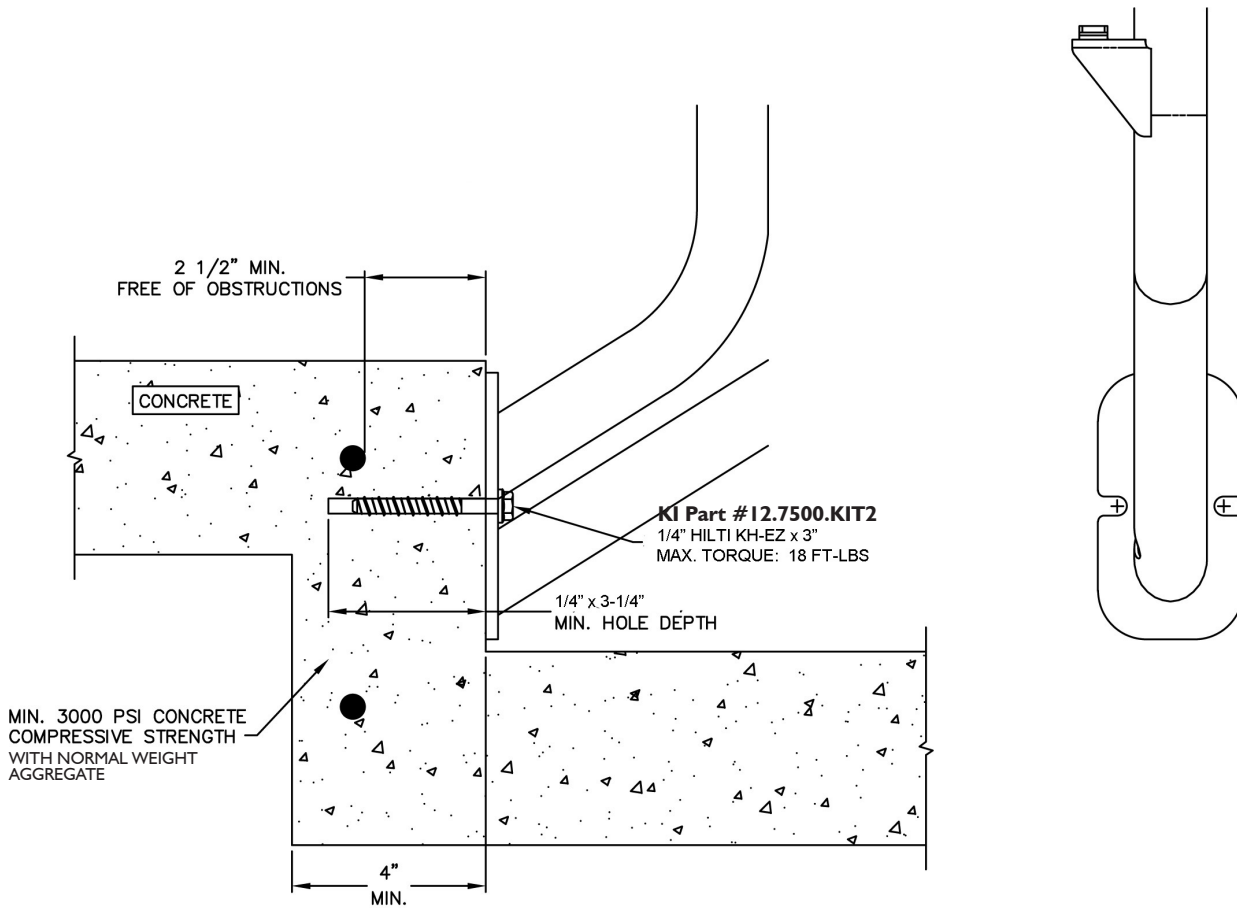 2 1/2” MIN.
FREE OF OBSTRUCTIONS
CONCRETE
KI Part #12.7500.KIT2
1/4” HILTI KH-EZ x 3”
MAX. TORQUE: 18 FT-LBS
1/4” x 3-1/4”
MIN. HOLE DEPTH
MIN. 3000 PSI CONCRETE
COMPRESSIVE STRENGTH
WITH NORMAL WEIGHT
AGGREGATE
4”
MIN.